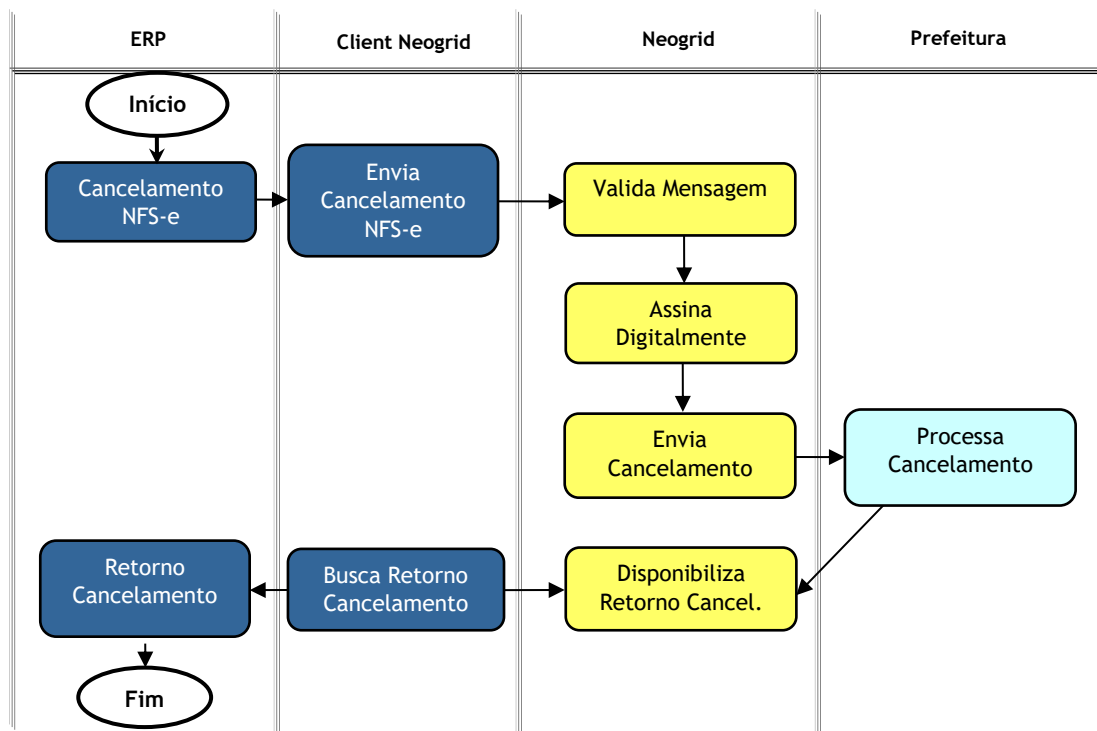 ERP
Client Neogrid
Neogrid
Prefeitura
Início
Cancelamento
NFS-e
Envia
Cancelamento
NFS-e
Valida Mensagem
Assina
Digitalmente
Envia
Cancelamento
Processa
Cancelamento
Retorno
Cancelamento
Busca Retorno
Cancelamento
Disponibiliza
Retorno Cancel.
Fim